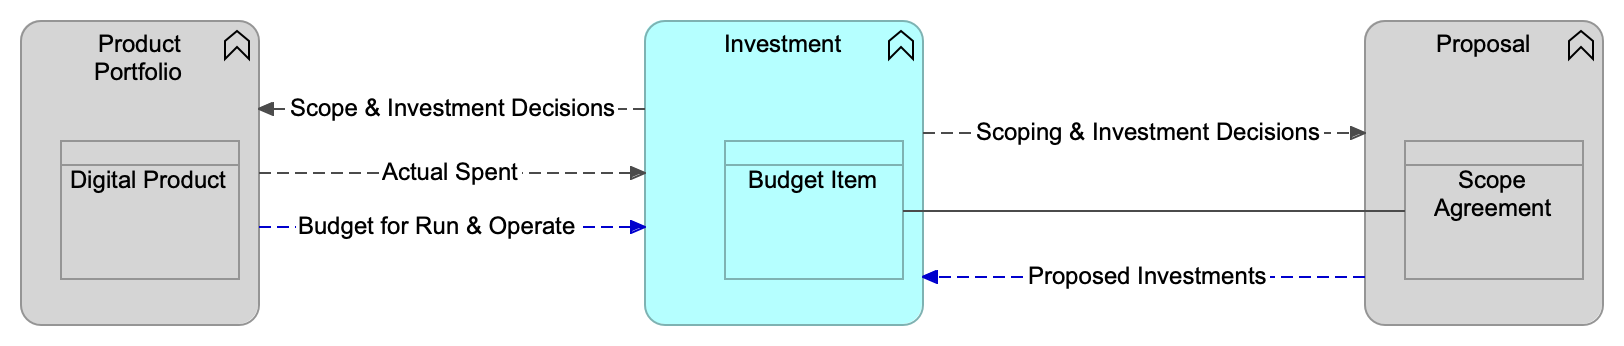 Product
Portfolio
Investment
Proposal
Scope & Investment Decisions
Scoping & Investment Decisions
Actual Spent
Digital Product
Budget Item
Scope
Agreement
Budget for Run & Operate
Proposed Investments